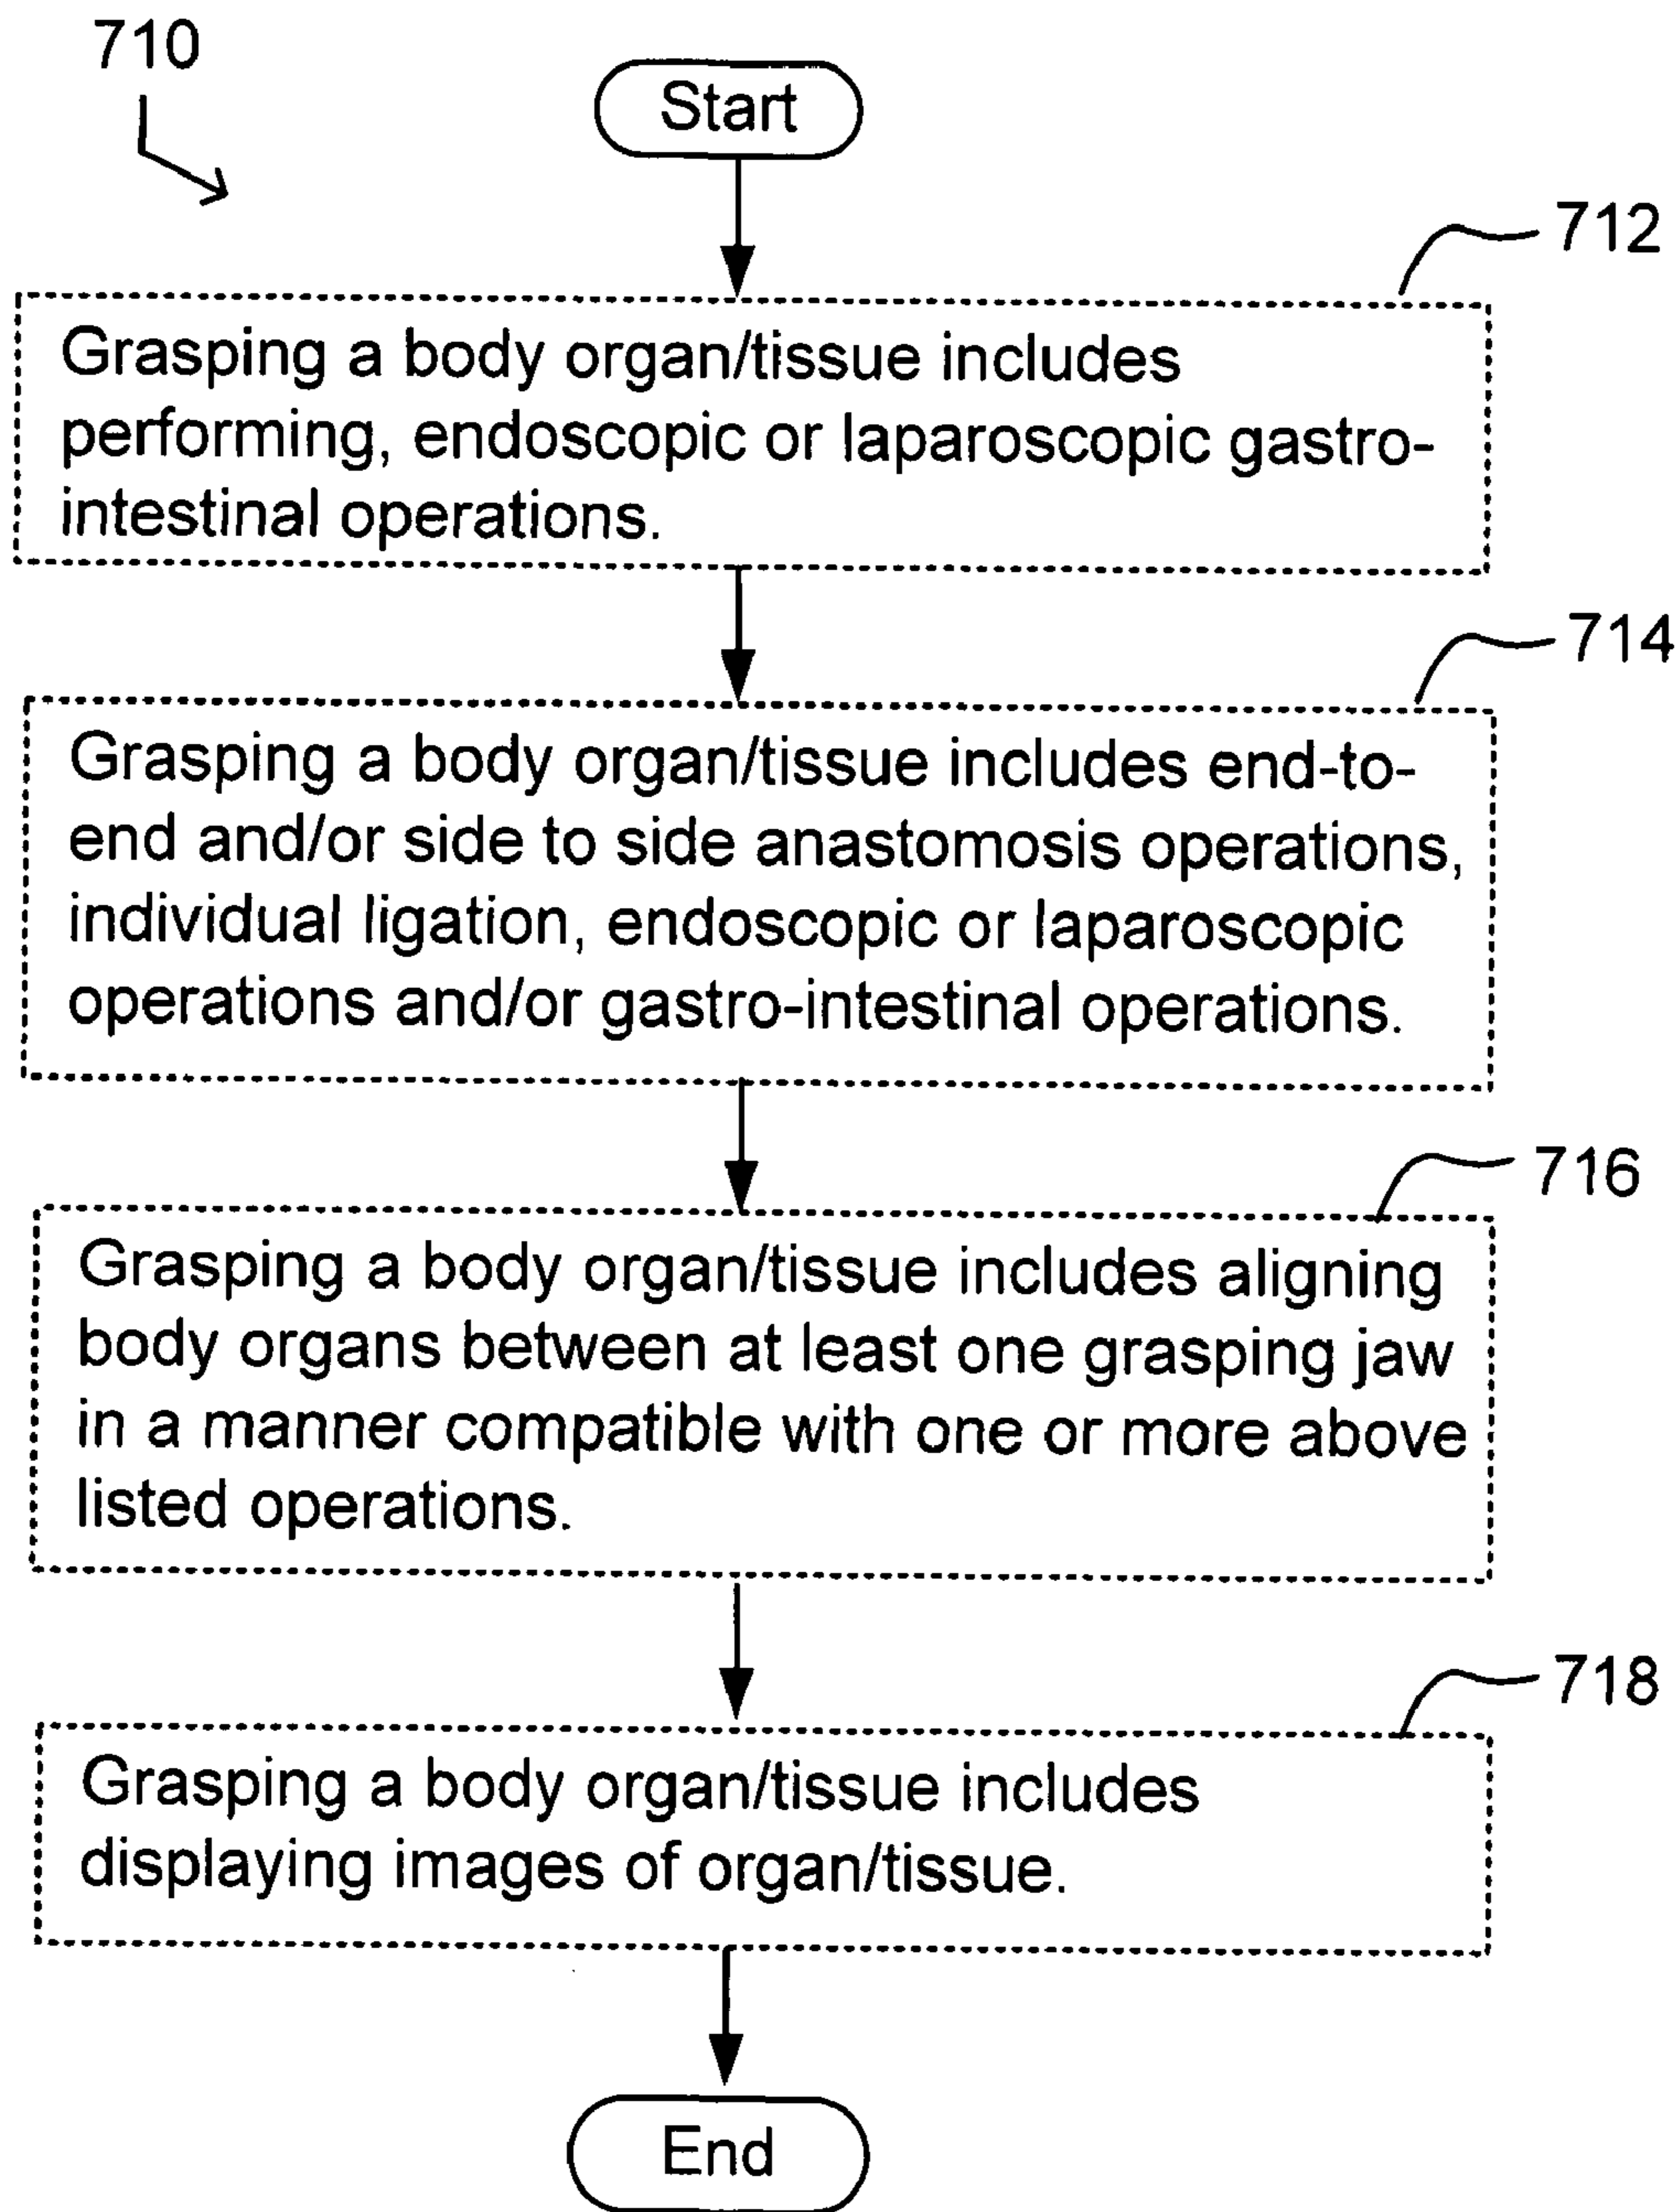 710
Start
712
Grasping a body organ/tissue includes
performing, endoscopic or laparoscopic gastro-
intestinal operations.
714
Grasping a body organ/tissue includes end-to-
end and/or side to side anastomosis operations,
individual ligation, endoscopic or laparoscopic
operations and/or gastro-intestinal operations.
716
Grasping a body organ/tissue includes aligning
body organs between at least one grasping jaw
in a manner compatible with one or more above
listed operations.
718
Grasping a body organ/tissue includes
displaying images of organ/tissue.
End